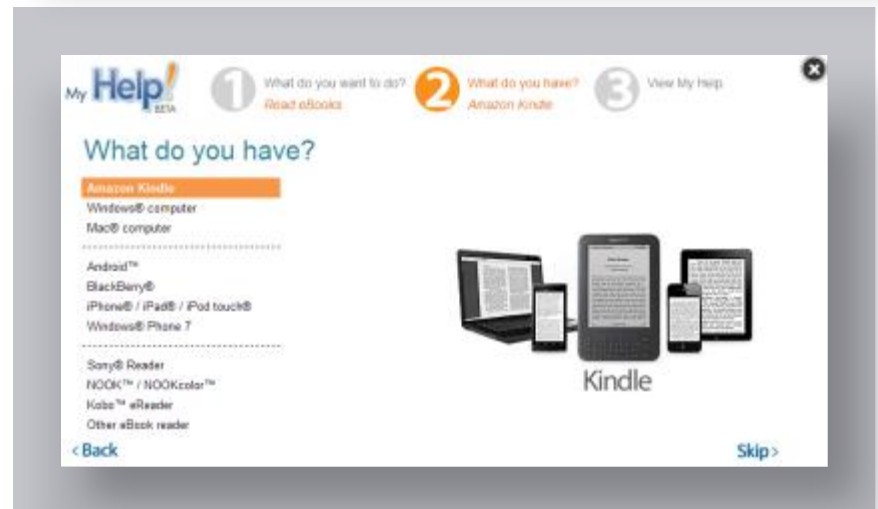 My Help!
BETA
1 What do you want to do?
Read eBooks
2 What do you have?
Amazon Kindle
3 View My Help
What do you have?
Amazon Kindle
Windows® computer
Mac® computer
Android™
BlackBerry®
iPhone® / iPad® / iPod touch®
Windows® Phone 7
Sony® Reader
NOOK™ / NOOKcolor™
Kobo™ eReader
Other eBook reader
Kindle
< Back
Skip >